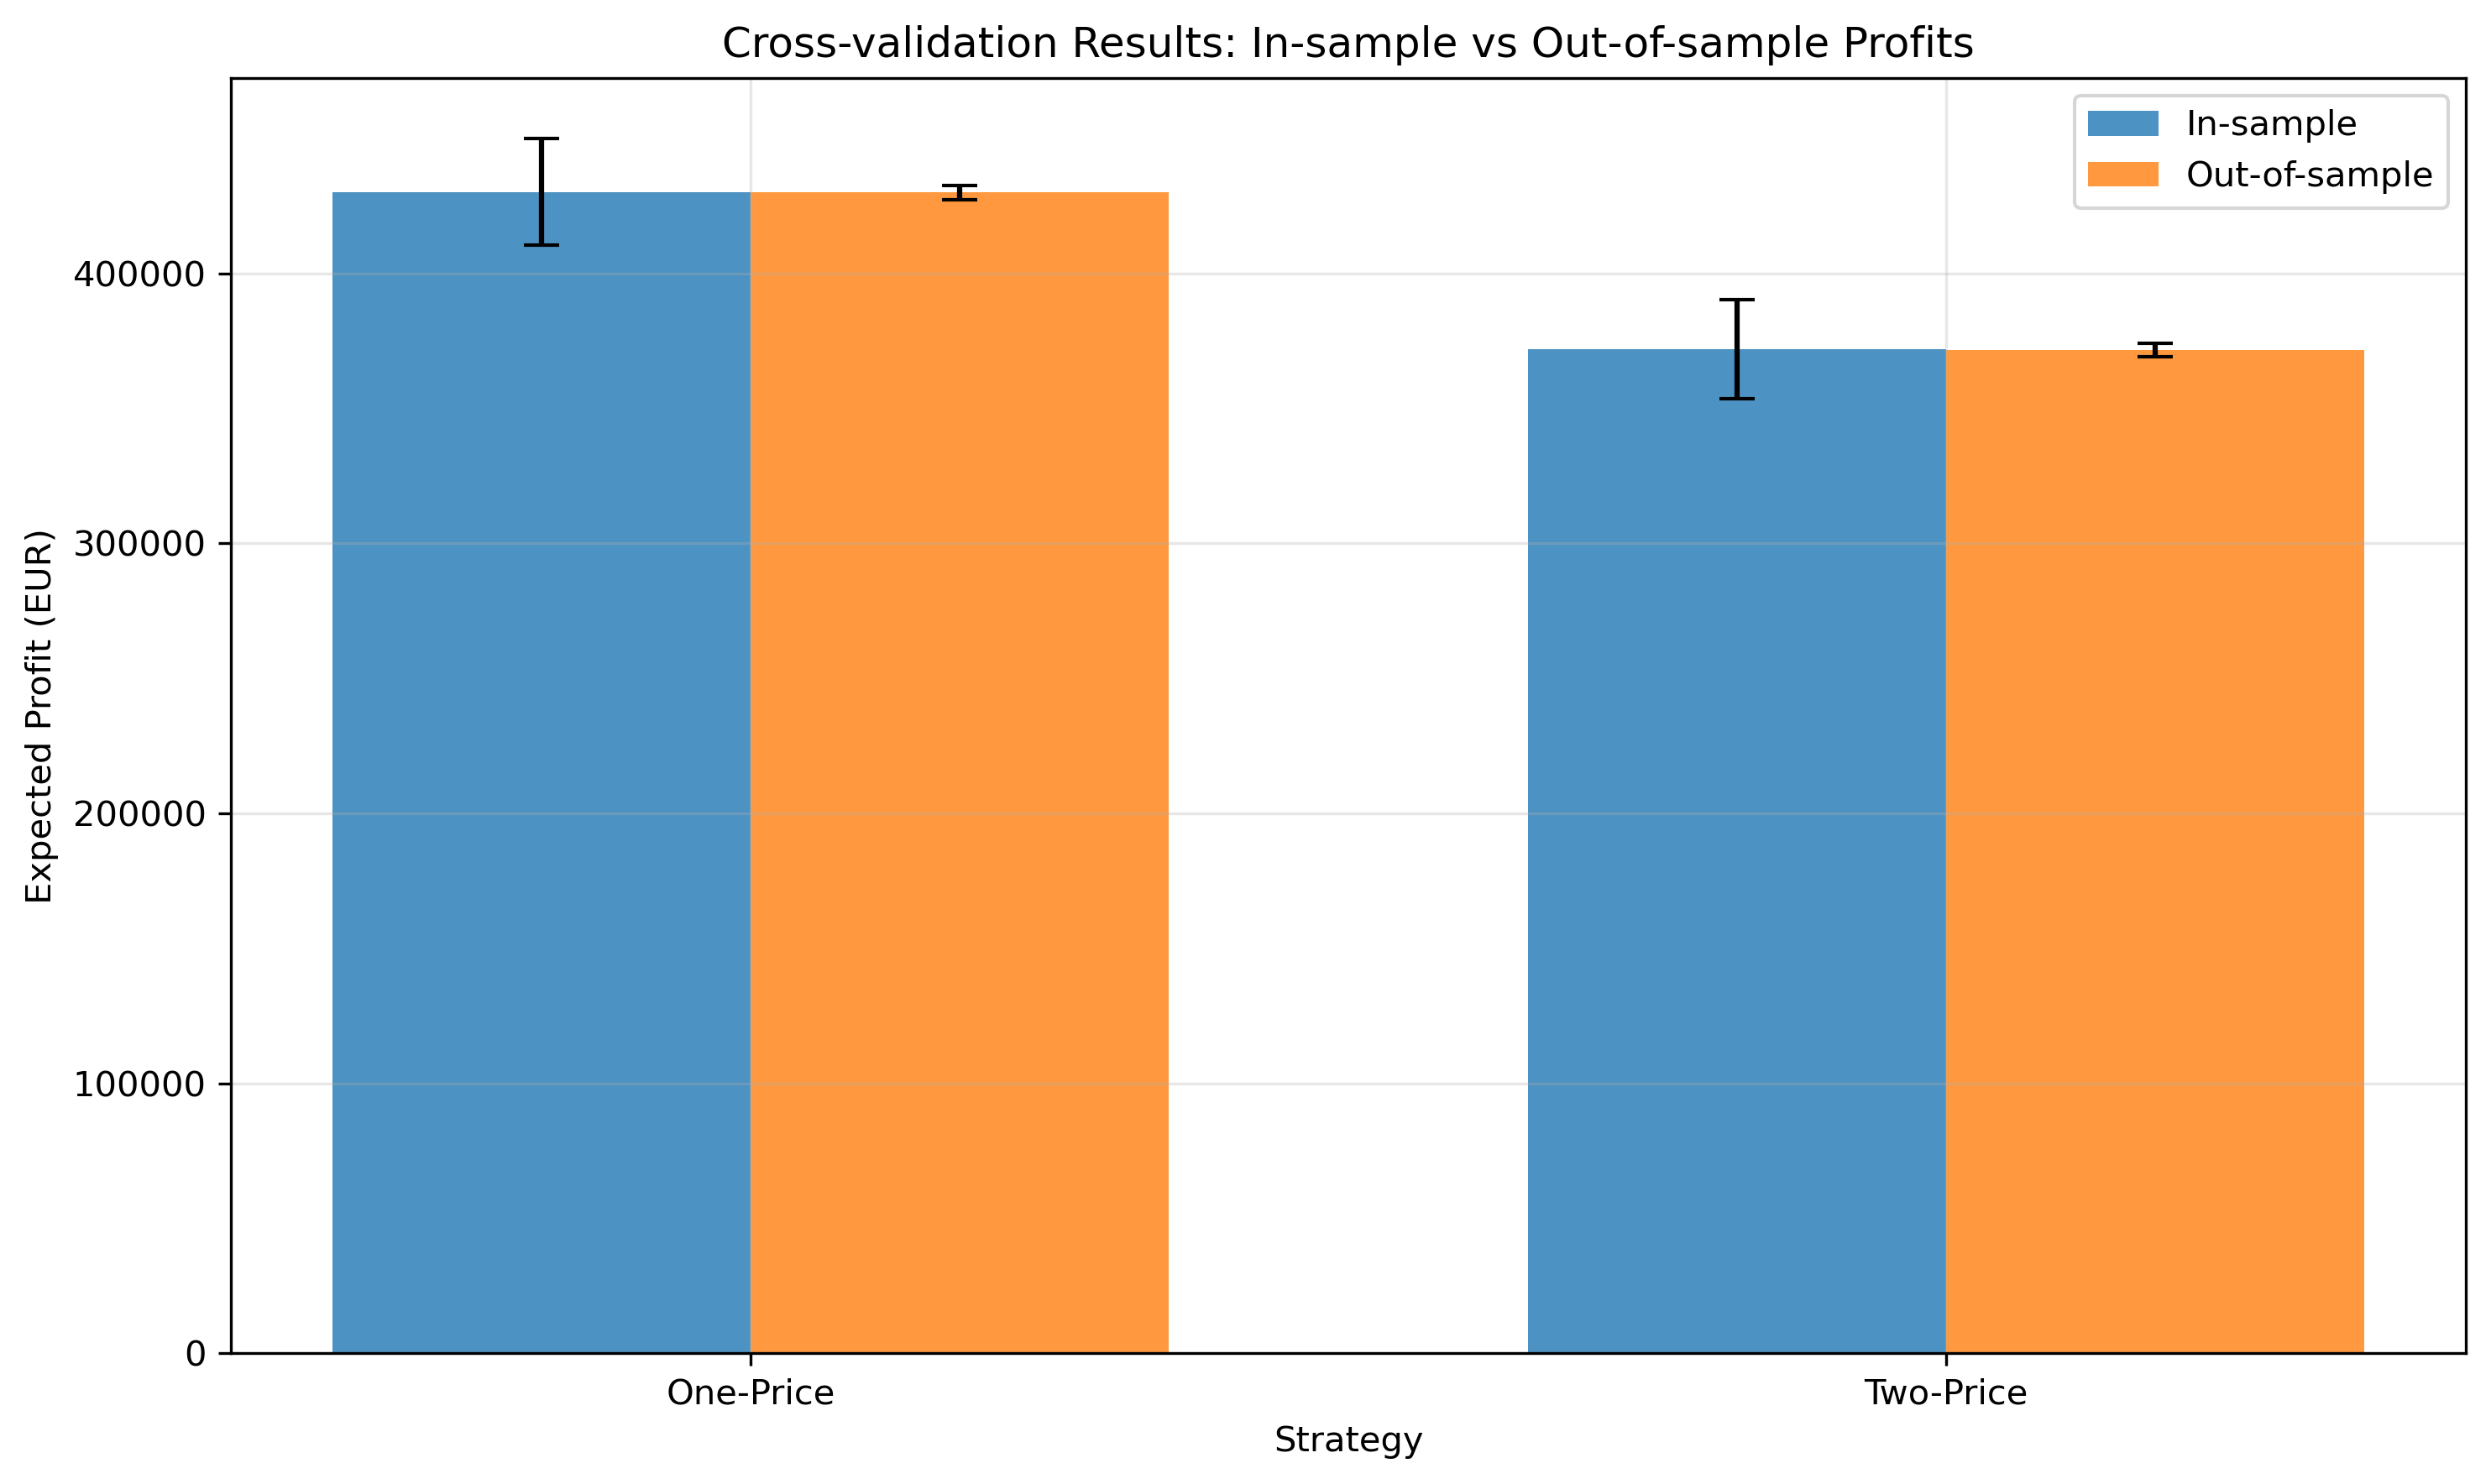 Cross-validation Results: In-sample vs Out-of-sample Profits
In-sample
Out-of-sample
Expected Profit (EUR)
400000
300000
200000
100000
0
One-Price
Two-Price
Strategy